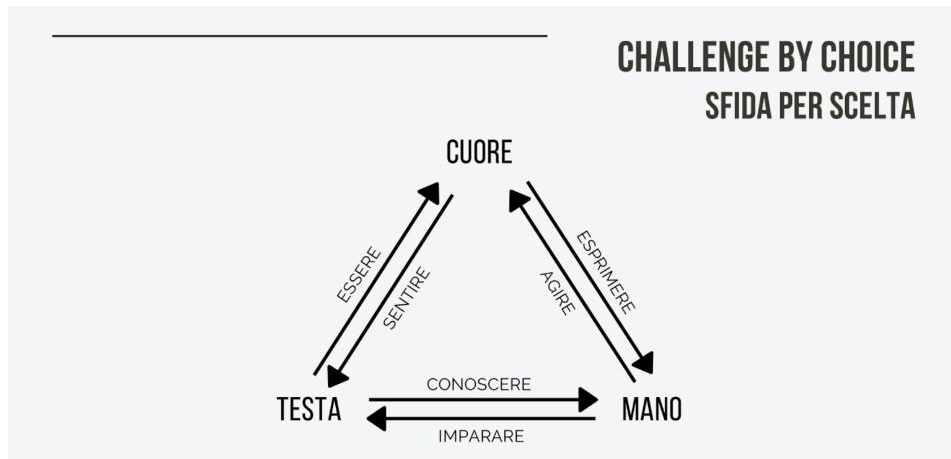 CHALLENGE BY CHOICE
SFIDA PER SCELTA
CUORE
ESSERE
SENTIRE
AGIRE
ESPRIMERE
TESTA
CONOSCERE
MANO
IMPARARE